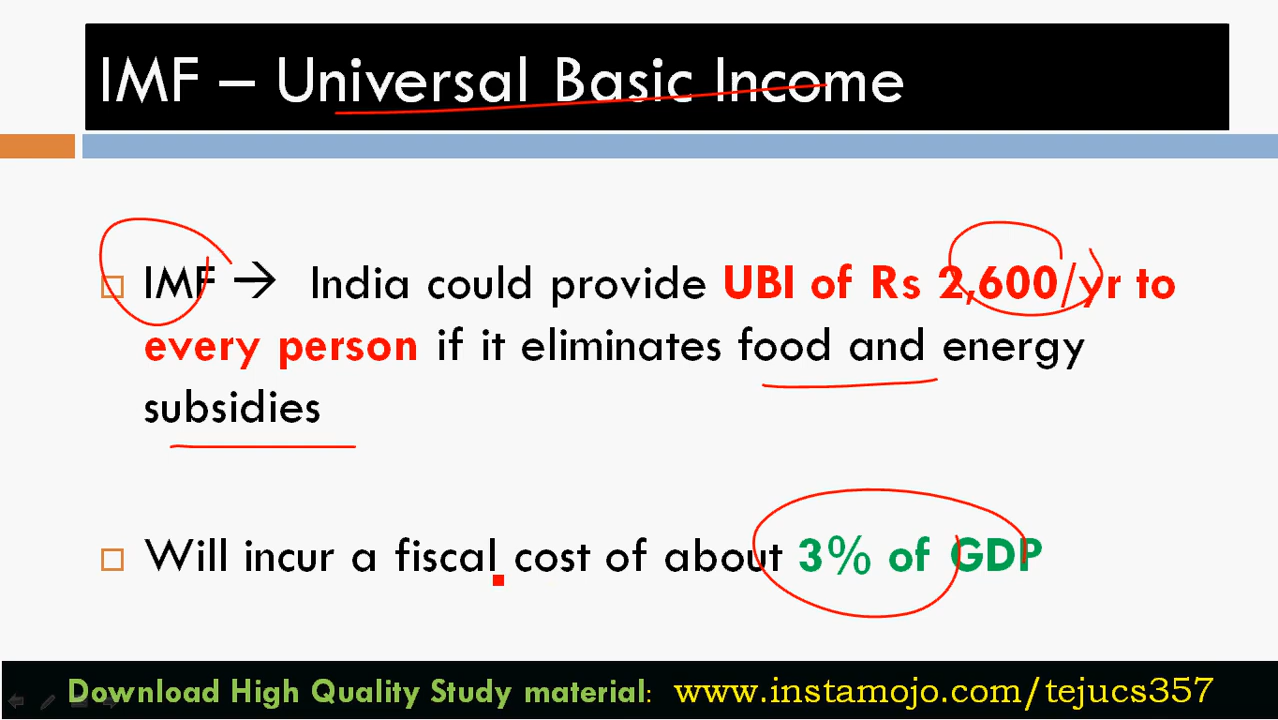 IMF – Universal Basic Income
IMF → India could provide UBI of Rs 2,600/yr to
every person if it eliminates food and energy
subsidies
Will incur a fiscal cost of about 3% of GDP
Download High Quality Study material: www.instamojo.com/tejucs357